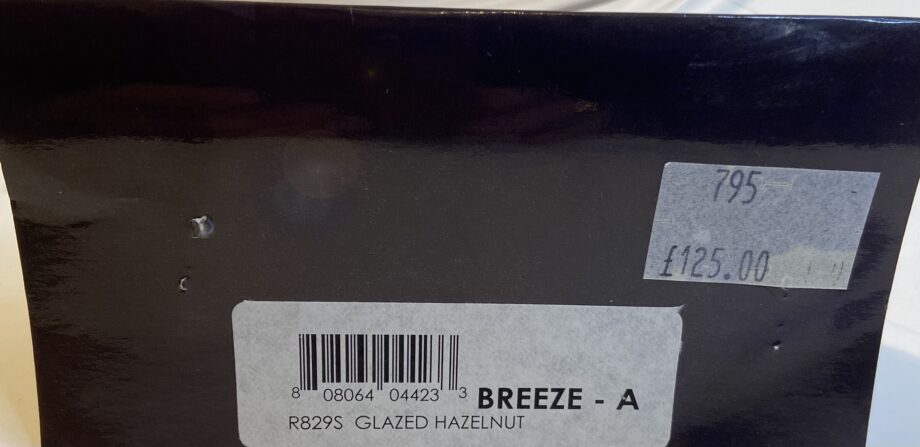 795
£125.00
8 08064 04423 3
BREEZE - A
R829S GLAZED HAZELNUT